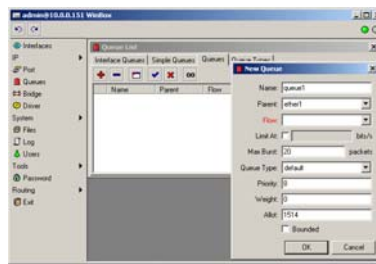 admin@10.0.0.151 WinBox
Interfaces
IP
Port
Queues
Bridge
Driver
System
Files
Log
Users
Tools
Password
Routing
Exit
Queue List
Interface Queues Simple Queues Queues Queue Types
Name Parent Flow
New Queue
Name: queue1
Parent: ether1
Flow:
Limit At: bits/s
Max Burst: 20 packets
Queue Type: default
Priority: 8
Weight: 0
Allot: 1514
Bounded
OK Cancel